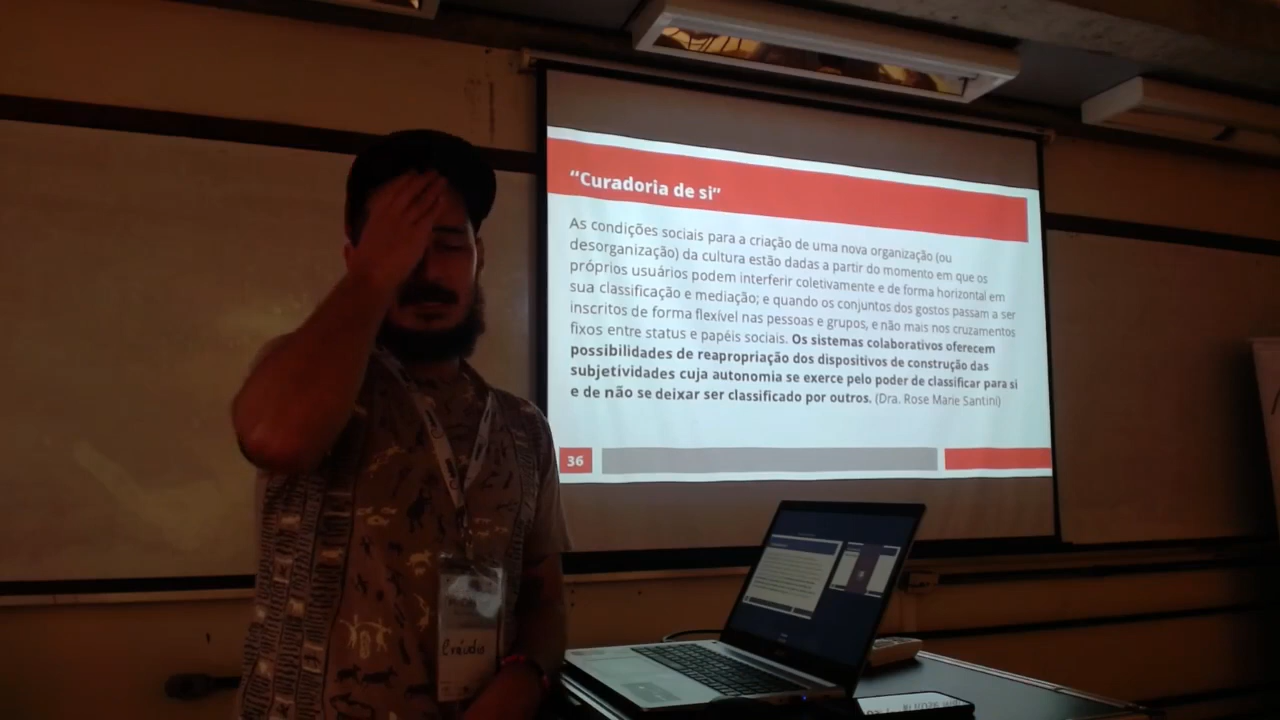 “Curadoria de si”
As condições sociais para a criação de uma nova organização (ou
desorganização) da cultura estão dadas a partir do momento em que os
próprios usuários podem interferir coletivamente e de forma horizontal em
sua classificação e mediação; e quando os conjuntos dos gostos passam a ser
inscritos de forma flexível nas pessoas e grupos, e não mais nos cruzamentos
fixos entre status e papéis sociais. Os sistemas colaborativos oferecem
possibilidades de reapropriação dos dispositivos de construção das
subjetividades cuja autonomia se exerce pelo poder de classificar para si
e de não se deixar ser classificado por outros. (Dra. Rose Marie Santini)
36